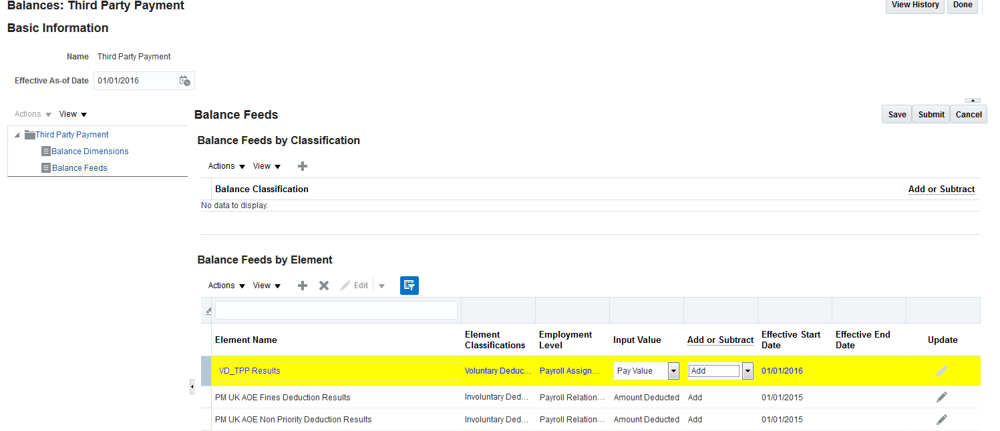 Balances: Third Party Payment
View History
Done
Basic Information
Name Third Party Payment
Effective As-of Date 01/01/2016
Actions View
Third Party Payment
Balance Dimensions
Balance Feeds
Balance Feeds
Save Submit Cancel
Balance Feeds by Classification
Actions View
Balance Classification Add or Subtract
No data to display.
Balance Feeds by Element
Actions View Edit
Element Name Element Classifications Employment Level Input Value Add or Subtract Effective Start Date Effective End Date Update
VD_TPP Results Voluntary Deduc... Payroll Assign... Pay Value Add 01/01/2016
PM UK AOE Fines Deduction Results Involuntary Ded... Payroll Relation... Amount Deducted Add 01/01/2015
PM UK AOE Non Priority Deduction Results Involuntary Ded... Payroll Relation... Amount Deducted Add 01/01/2015